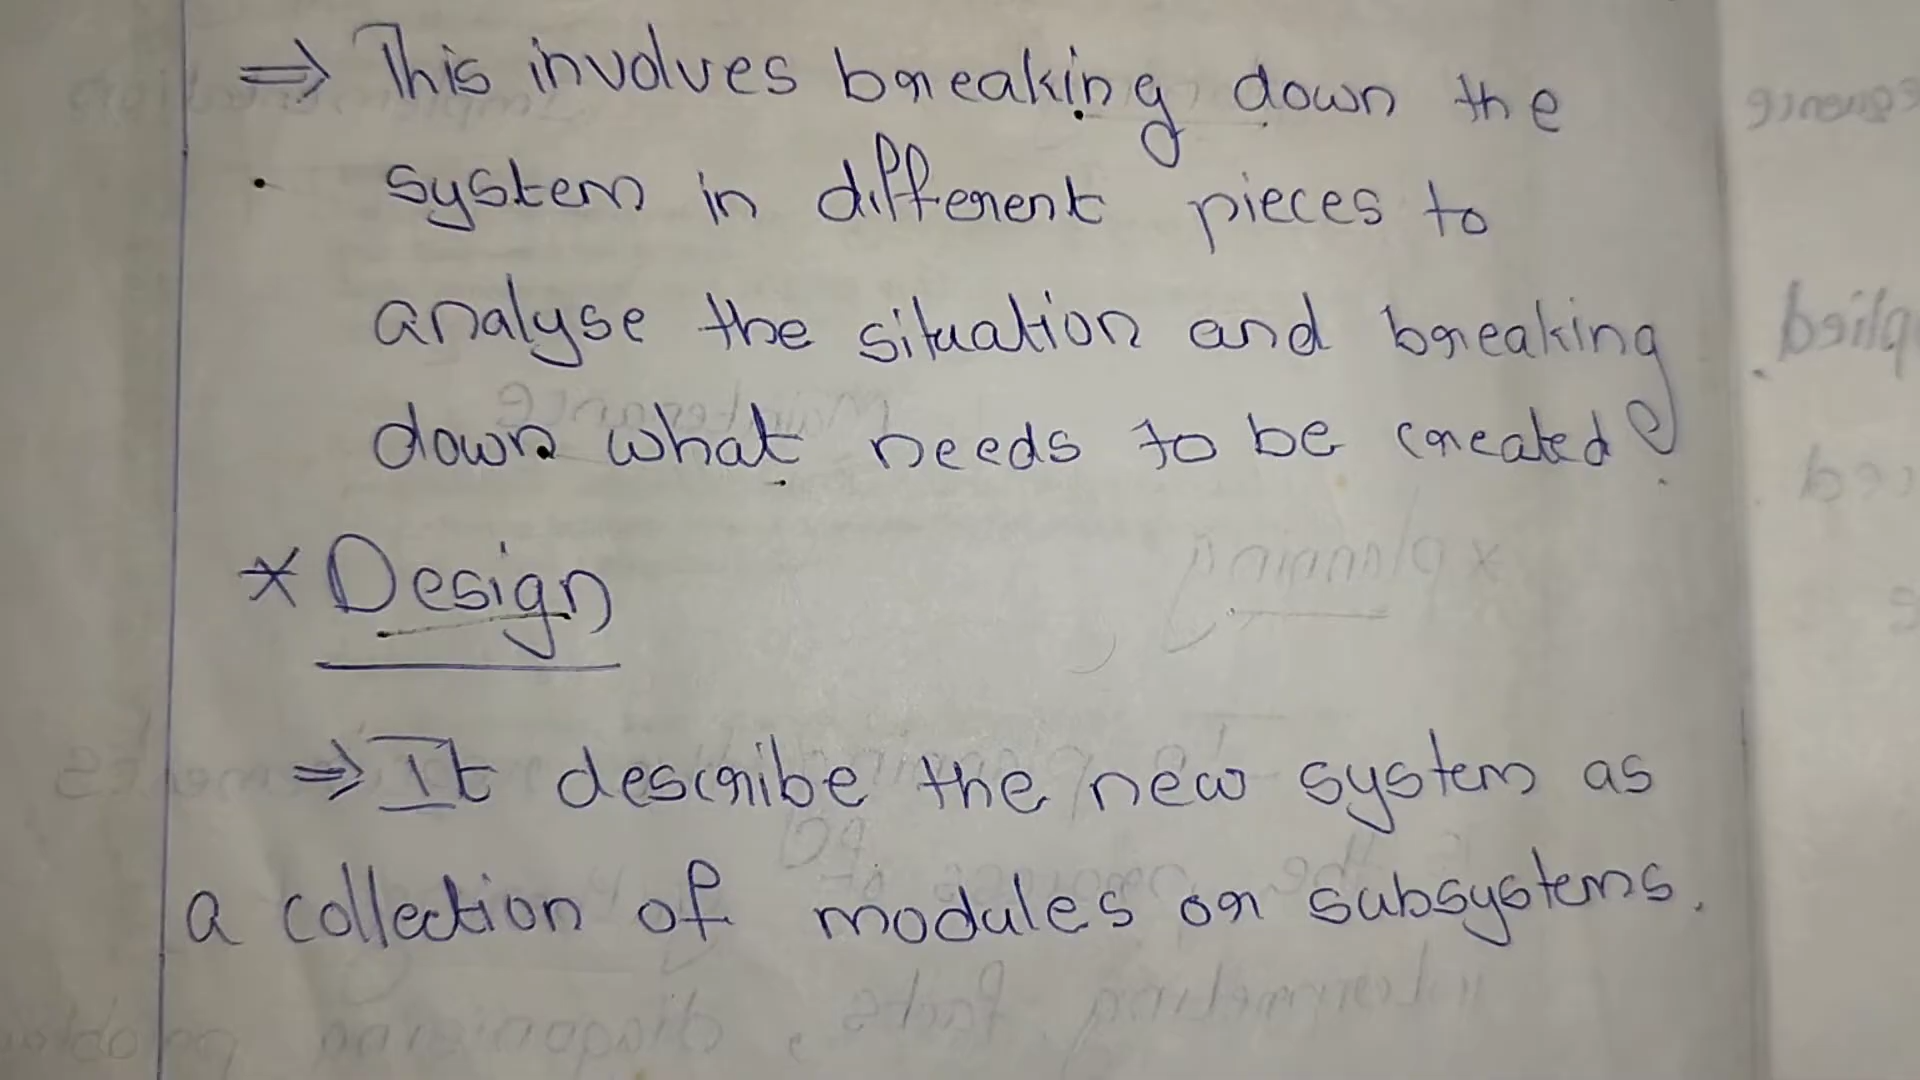 ⇒ This involves breaking down the
system in different pieces to
analyse the situation and breaking
down what needs to be created
* Design
⇒ It describe the new system as
a collection of modules or subsystems.